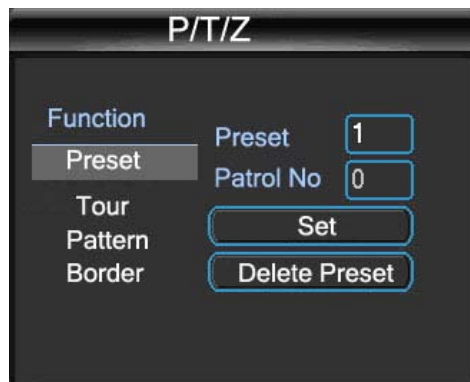 P/T/Z
Function
Preset
Tour
Pattern
Border
Preset 1
Patrol No 0
Set
Delete Preset